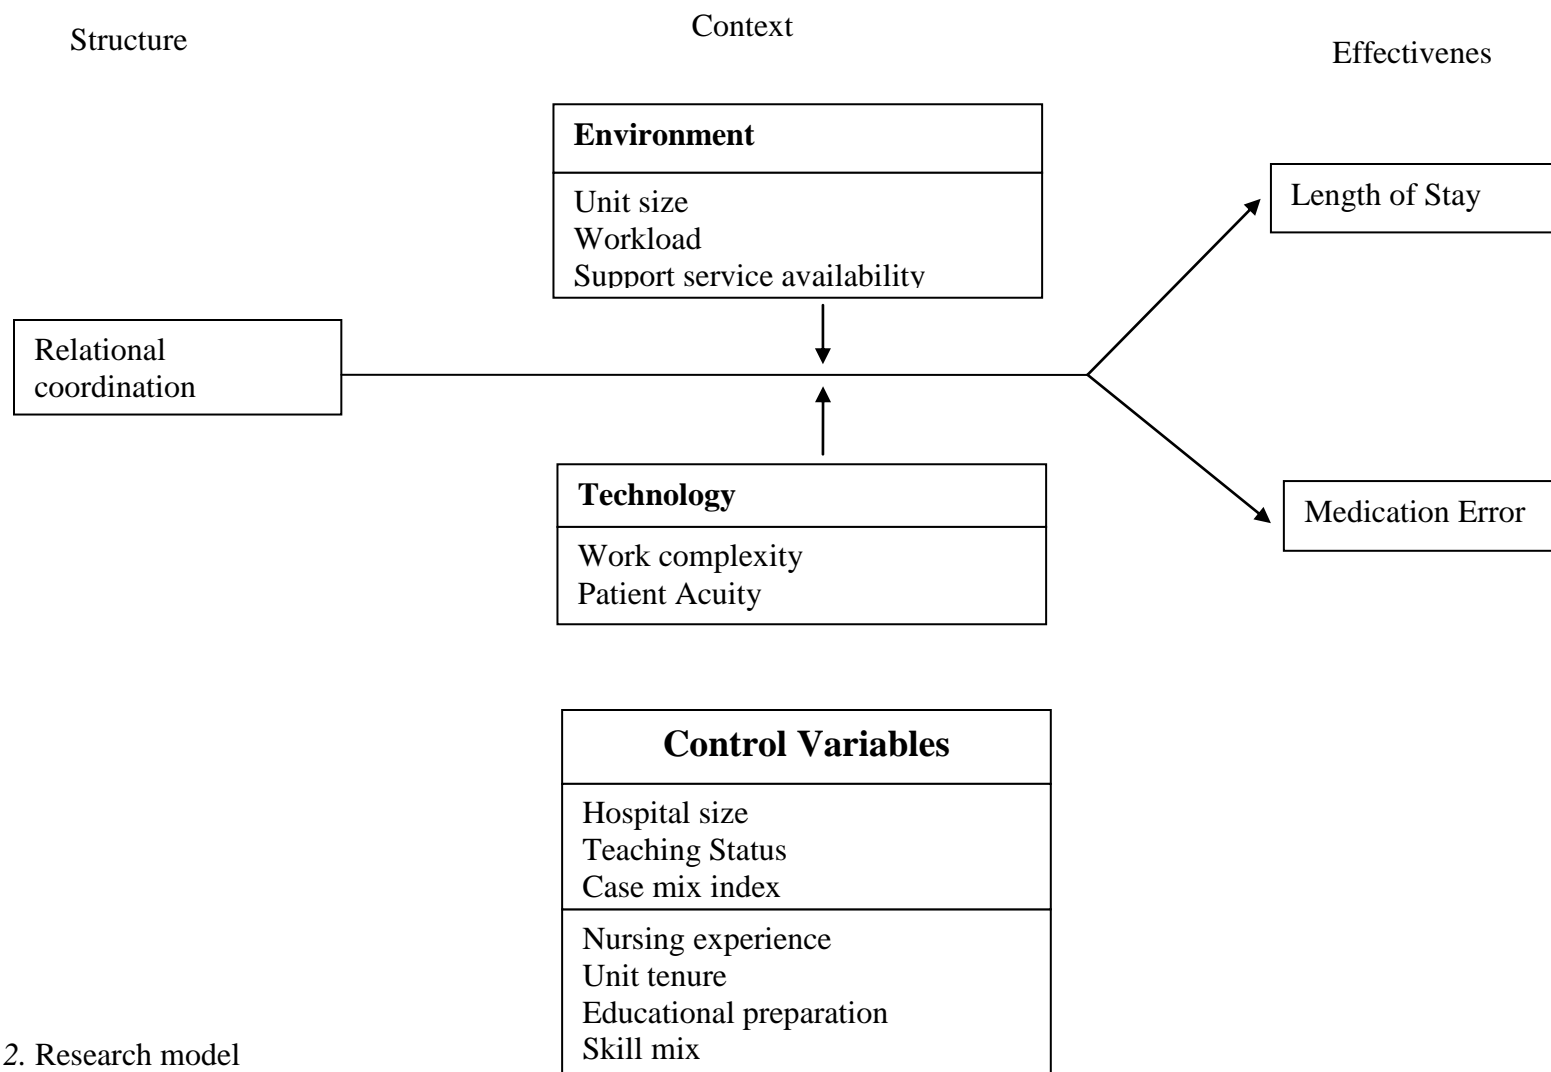 Structure
Context
Effectivenes
Environment
Unit size
Workload
Support service availability
Length of Stay
Relational
coordination
Technology
Work complexity
Patient Acuity
Medication Error
Control Variables
Hospital size
Teaching Status
Case mix index
Nursing experience
Unit tenure
Educational preparation
Skill mix
2. Research model